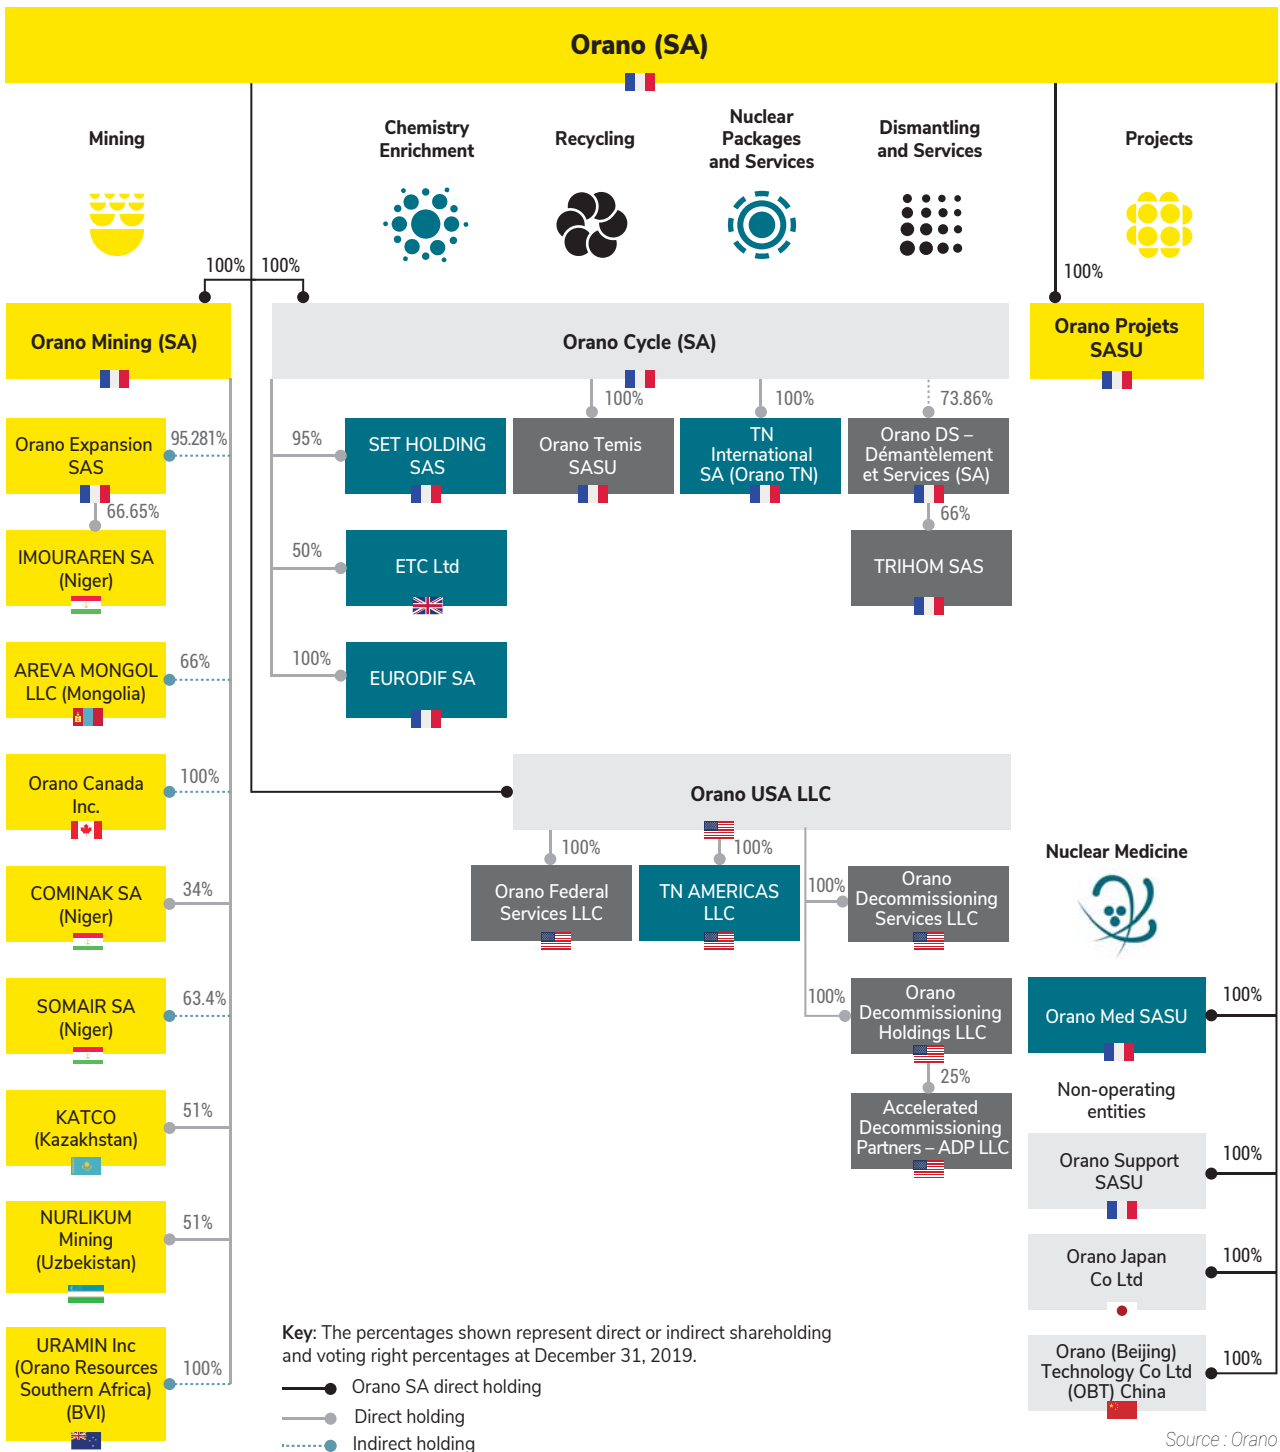 Orano (SA)
Mining
Chemistry
Enrichment
Recycling
Nuclear
Packages
and Services
Dismantling
and Services
Projects
100%
100%
100%
Orano Mining (SA)
Orano Cycle (SA)
Orano Projets
SASU
100%
100%
73.86%
Orano Expansion
SAS
95.281%
95%
SET HOLDING
SAS
Orano Temis
SASU
TN
International
SA (Orano TN)
Orano DS –
Démantèlement
et Services (SA)
66.65%
66%
IMOURAREN SA
(Niger)
50%
ETC Ltd
TRIHOM SAS
AREVA MONGOL
LLC (Mongolia)
66%
100%
EURODIF SA
Orano Canada
Inc.
100%
Orano USA LLC
100%
100%
Nuclear Medicine
COMINAK SA
(Niger)
34%
Orano Federal
Services LLC
TN AMERICAS
LLC
100%
Orano
Decommissioning
Services LLC
SOMAIR SA
(Niger)
63.4%
100%
Orano
Decommissioning
Holdings LLC
Orano Med SASU
100%
25%
KATCO
(Kazakhstan)
51%
Accelerated
Decommissioning
Partners – ADP LLC
Non-operating
entities
Orano Support
SASU
100%
NURLIKUM
Mining
(Uzbekistan)
51%
Orano Japan
Co Ltd
100%
URAMIN Inc
(Orano Resources
Southern Africa)
(BVI)
100%
Orano (Beijing)
Technology Co Ltd
(OBT) China
100%
Key: The percentages shown represent direct or indirect shareholding
and voting right percentages at December 31, 2019.
Orano SA direct holding
Direct holding
Indirect holding
Source : Orano